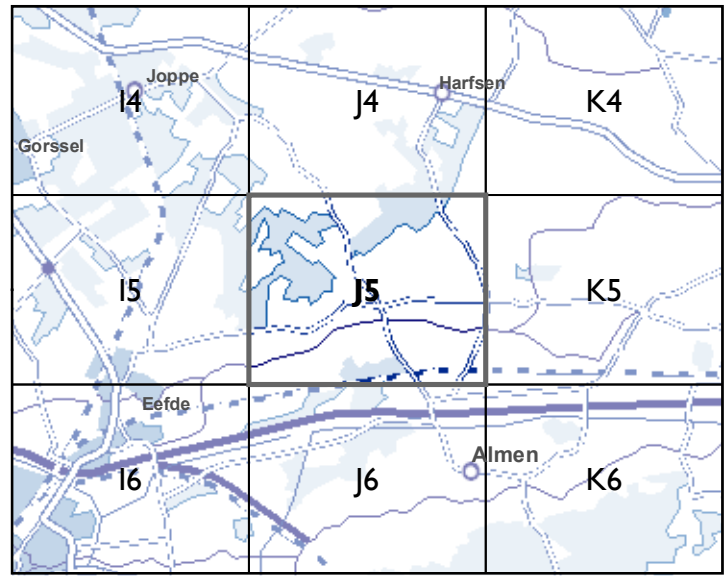 Joppe
I4
Gorssel
J4
Harfsen
K4
I5
J5
K5
Eefde
I6
J6
Almen
K6